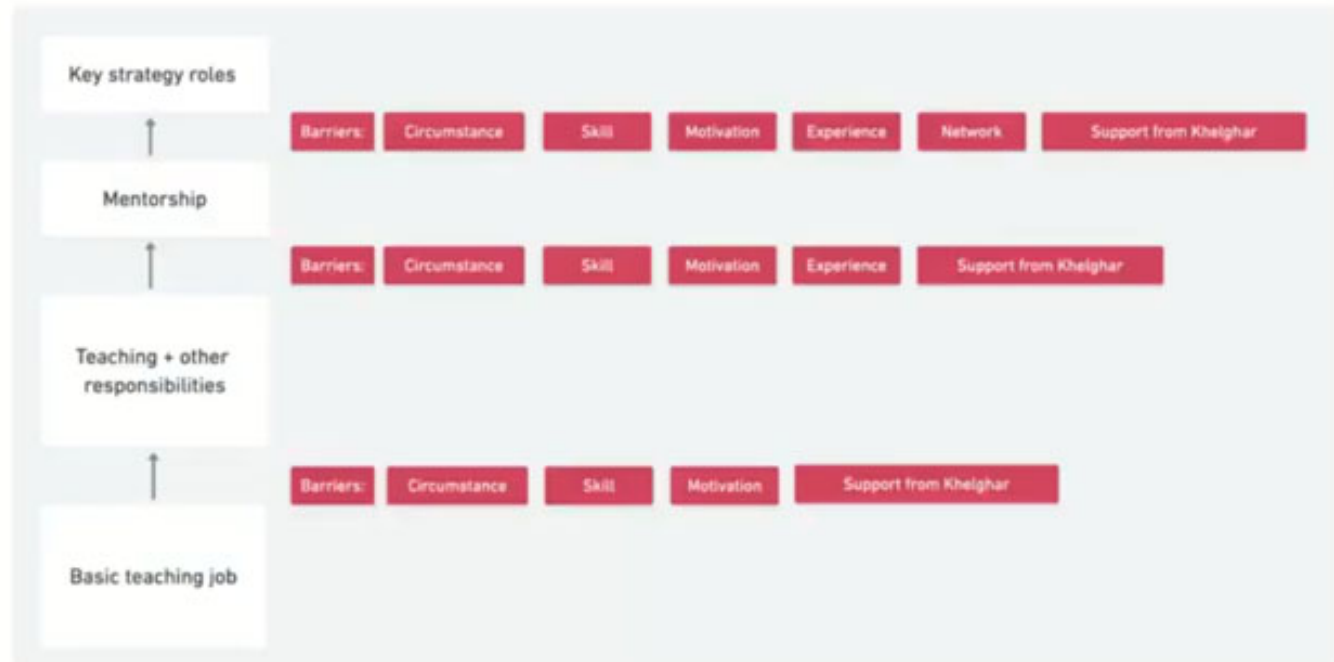 Key strategy roles
Barriers: Circumstance Skill Motivation Experience Network Support from Khelghar
Mentorship
Barriers: Circumstance Skill Motivation Experience Support from Khelghar
Teaching + other
responsibilities
Barriers: Circumstance Skill Motivation Support from Khelghar
Basic teaching job